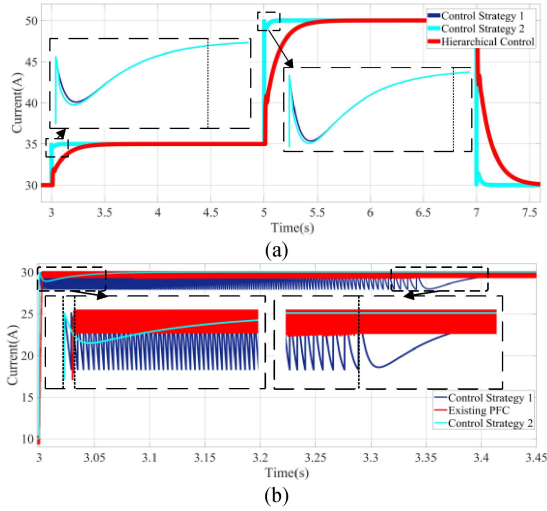 50
45
40
35
30
Current(A)
Control Strategy 1
Control Strategy 2
Hierarchical Control
3
3.5
4
4.5
5
5.5
6
6.5
7
7.5
Time(s)
(a)
30
25
20
15
10
Current(A)
Control Strategy 1
Existing PFC
Control Strategy 2
3
3.05
3.1
3.15
3.2
3.25
3.3
3.35
3.4
3.45
Time(s)
(b)